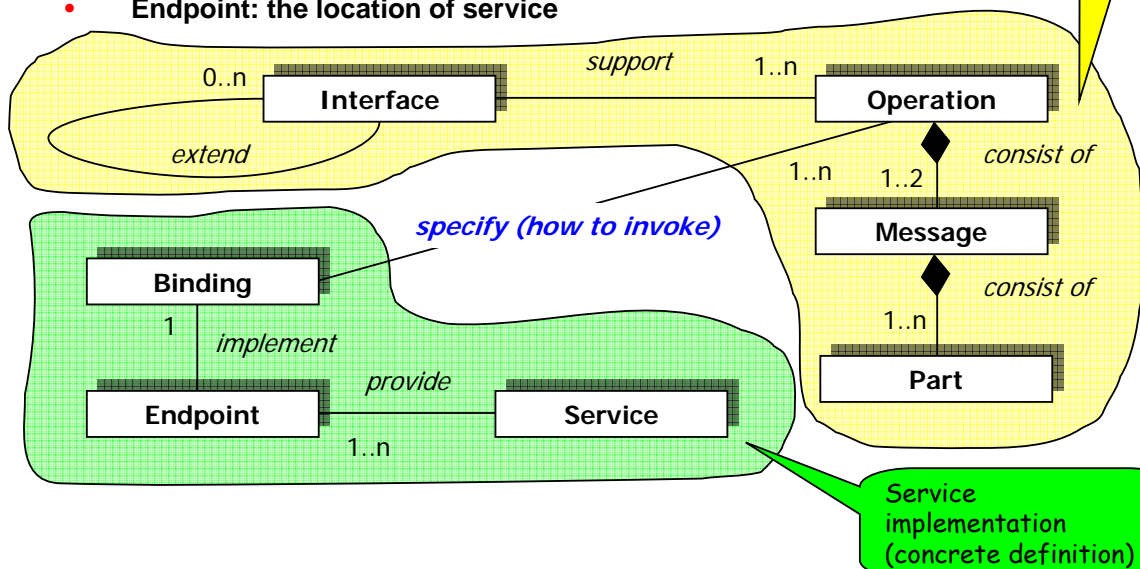 • Endpoint: the location of service
0..n
support
1..n
Interface
Operation
extend
consist of
1..n
1..2
specify (how to invoke)
Message
Binding
consist of
1
implement
1..n
provide
Part
Endpoint
Service
1..n
Service
implementation
(concrete definition)